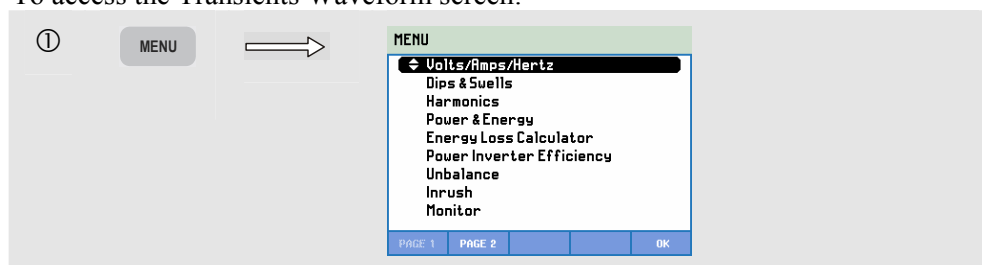 To access the Transients Waveform screen:
① MENU
MENU
Volts/Amps/Hertz
Dips & Swells
Harmonics
Power & Energy
Energy Loss Calculator
Power Inverter Efficiency
Unbalance
Inrush
Monitor
PAGE 1 PAGE 2 OK